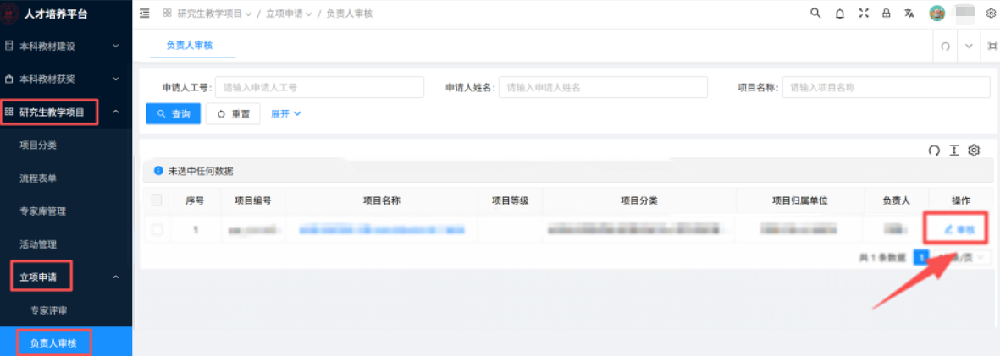 人才培养平台
研究生教学项目 / 立项申请 / 负责人审核
本科教材建设
本科教材获奖
研究生教学项目
项目分类
流程表单
专家库管理
活动管理
立项申请
专家评审
负责人审核
负责人审核
申请人工号: 请输入申请人工号 申请人姓名: 请输入申请人姓名 项目名称: 请输入项目名称
查询 重置 展开
未选中任何数据
序号 项目编号 项目名称 项目等级 项目分类 项目归属单位 负责人 操作
1 审核
共 1 条数据 1 条/页